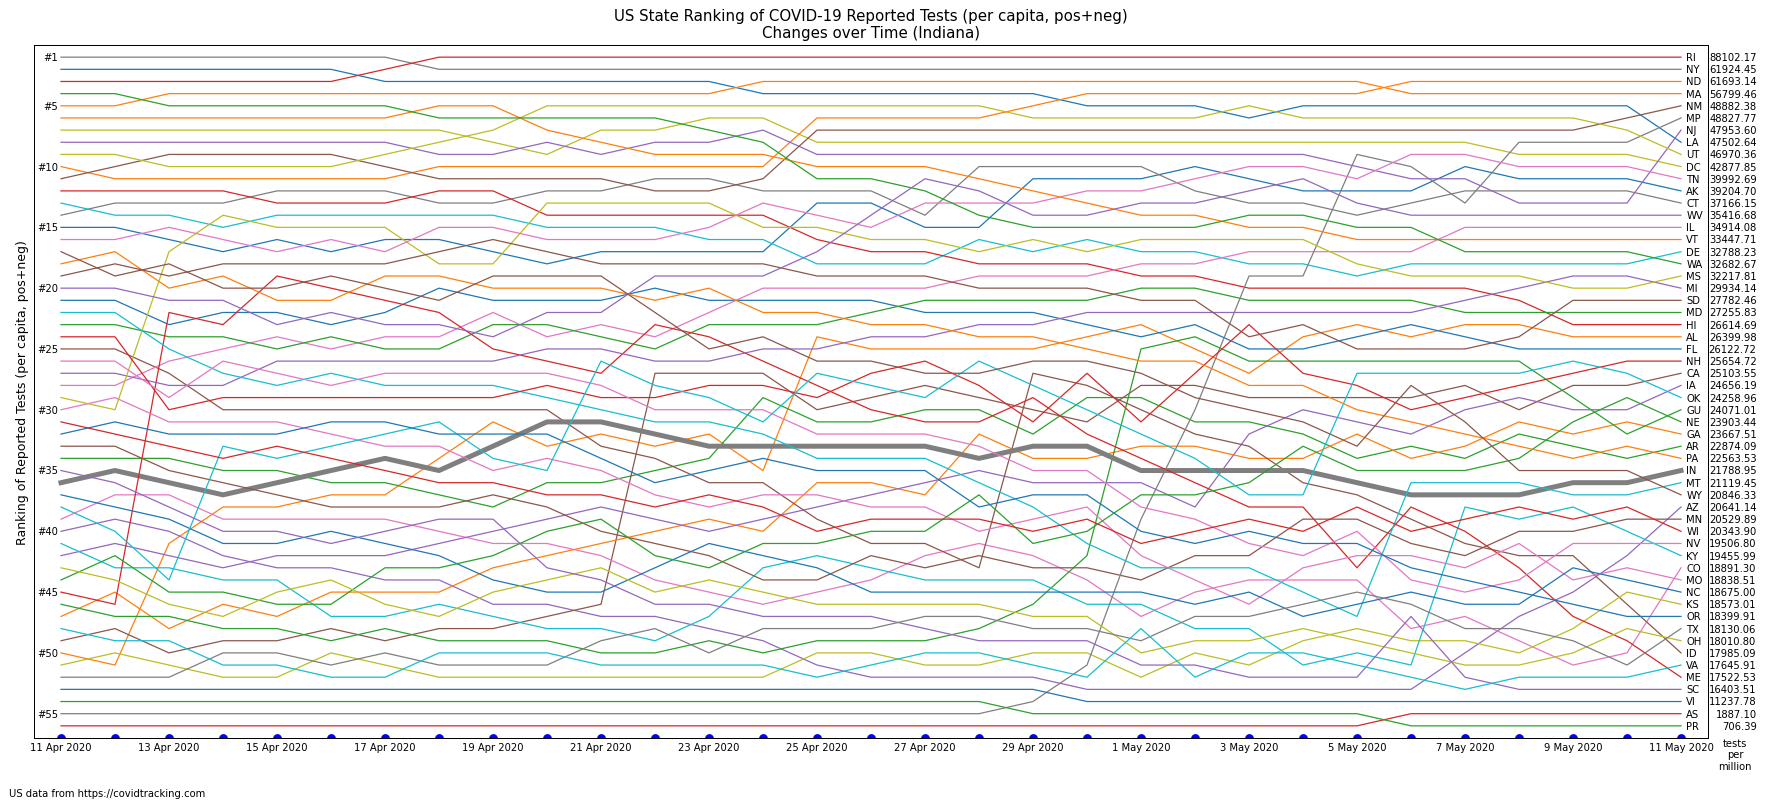 US State Ranking of COVID-19 Reported Tests (per capita, pos+neg)
Changes over Time (Indiana)
Ranking of Reported Tests (per capita, pos+neg)
#1
#5
#10
#15
#20
#25
#30
#35
#40
#45
#50
#55
RI 88102.17
NY 61924.45
ND 61693.14
MA 56799.46
NM 48882.38
MP 48827.77
NJ 47953.60
LA 47502.64
UT 46970.36
DC 42877.85
TN 39992.69
AK 39204.70
CT 37166.15
WV 35416.68
IL 34914.08
VT 33447.71
DE 32788.23
WA 32682.67
MS 32217.81
MI 29934.14
SD 27782.46
MD 27255.83
HI 26614.69
AL 26399.98
FL 26122.72
NH 25654.72
CA 25103.55
IA 24656.19
OK 24258.96
GU 24071.01
NE 23903.44
GA 23667.51
AR 22874.09
PA 22563.53
IN 21788.95
MT 21119.45
WY 20846.33
AZ 20641.14
MN 20529.89
WI 20343.90
NV 19506.80
KY 19455.99
CO 18891.30
MO 18838.51
NC 18675.00
KS 18573.01
OR 18399.91
TX 18130.06
OH 18010.80
ID 17985.09
VA 17645.91
ME 17522.53
SC 16403.51
VI 11237.78
AS 1887.10
PR 706.39
11 Apr 2020 13 Apr 2020 15 Apr 2020 17 Apr 2020 19 Apr 2020 21 Apr 2020 23 Apr 2020 25 Apr 2020 27 Apr 2020 29 Apr 2020 1 May 2020 3 May 2020 5 May 2020 7 May 2020 9 May 2020 11 May 2020
tests
per
million
US data from https://covidtracking.com